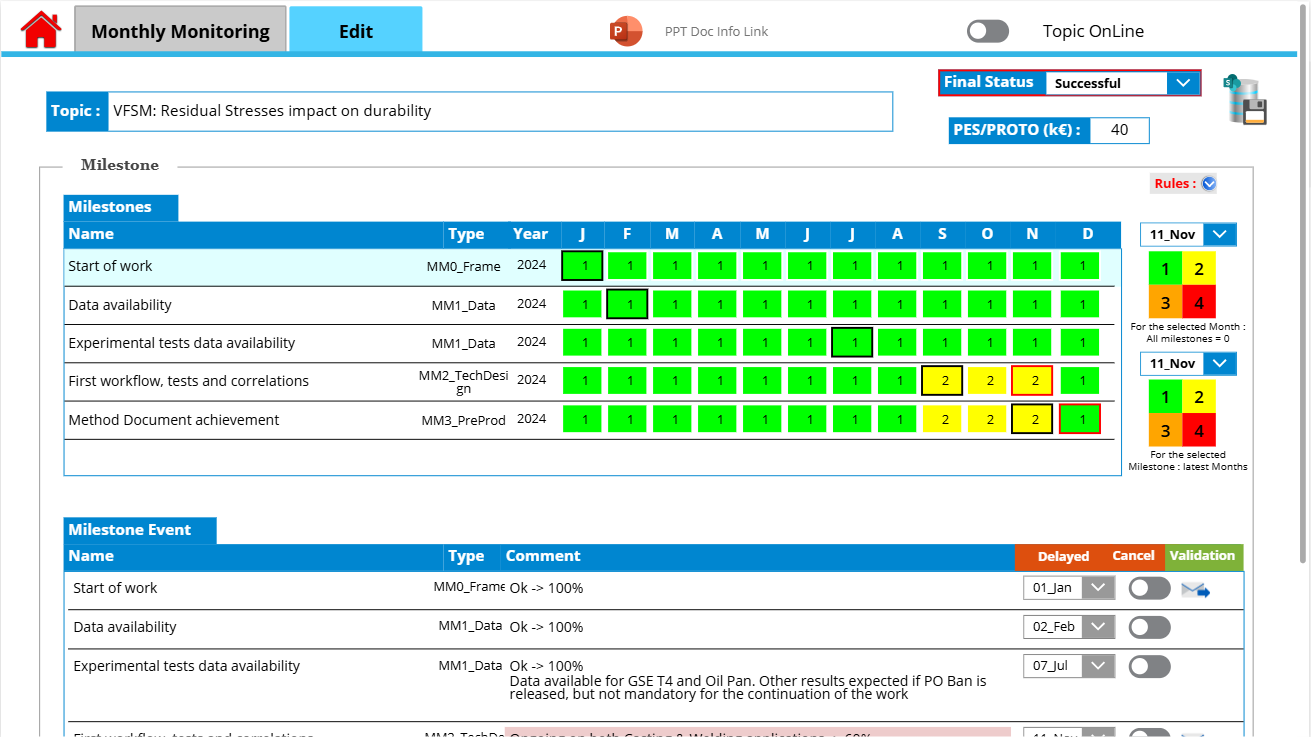 Monthly Monitoring Edit P PPT Doc Info Link Topic OnLine
Final Status Successful S
Topic : VFSM: Residual Stresses impact on durability
PES/PROTO (k€) : 40
Milestone
Rules :
Milestones
Name Type Year J F M A M J J A S O N D 11_Nov
Start of work MM0_Frame 2024 1 1 1 1 1 1 1 1 1 1 1 1 1 2
Data availability MM1_Data 2024 1 1 1 1 1 1 1 1 1 1 1 1 3 4
For the selected Month :
All milestones = 0
Experimental tests data availability MM1_Data 2024 1 1 1 1 1 1 1 1 1 1 1 1
11_Nov
First workflow, tests and correlations MM2_TechDesi
gn 2024 1 1 1 1 1 1 1 1 2 2 2 1 1 2
Method Document achievement MM3_PreProd 2024 1 1 1 1 1 1 1 1 2 2 2 1 3 4
For the selected
Milestone : latest Months
Milestone Event
Name Type Comment Delayed Cancel Validation
Start of work MM0_Frame Ok -> 100% 01_Jan
Data availability MM1_Data Ok -> 100% 02_Feb
Experimental tests data availability MM1_Data Ok -> 100% 07_Jul
Data available for GSE T4 and Oil Pan. Other results expected if PO Ban is
released, but not mandatory for the continuation of the work
First workflow, tests and correlations MM2_TechDe Ongoing on both Casting & Welding applications 60% 11_Nov